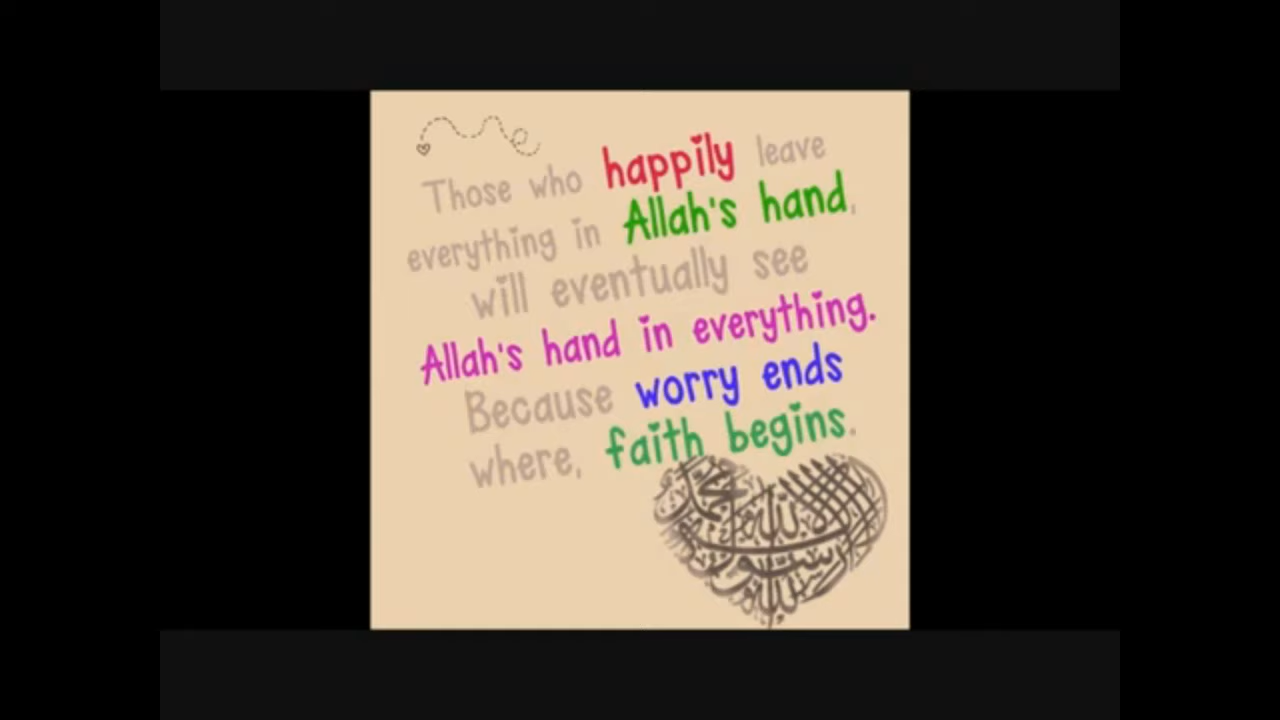 Those who happily leave
everything in Allah's hand,
will eventually see
Allah's hand in everything.
Because worry ends
where, faith begins.